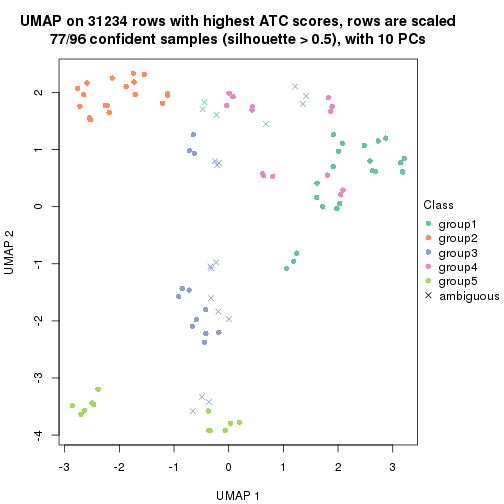 UMAP on 31234 rows with highest ATC scores, rows are scaled
77/96 confident samples (silhouette > 0.5), with 10 PCs
2
1
0
-1
-2
-3
-4
UMAP 2
-3 -2 -1 0 1 2 3
UMAP 1
Class
group1
group2
group3
group4
group5
ambiguous